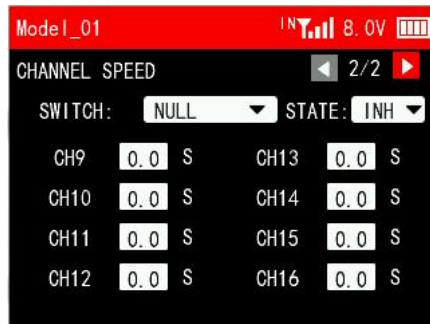 Model_01 IN 8.0V
CHANNEL SPEED 2/2
SWITCH: NULL STATE: INH
CH9 0.0 S CH13 0.0 S
CH10 0.0 S CH14 0.0 S
CH11 0.0 S CH15 0.0 S
CH12 0.0 S CH16 0.0 S